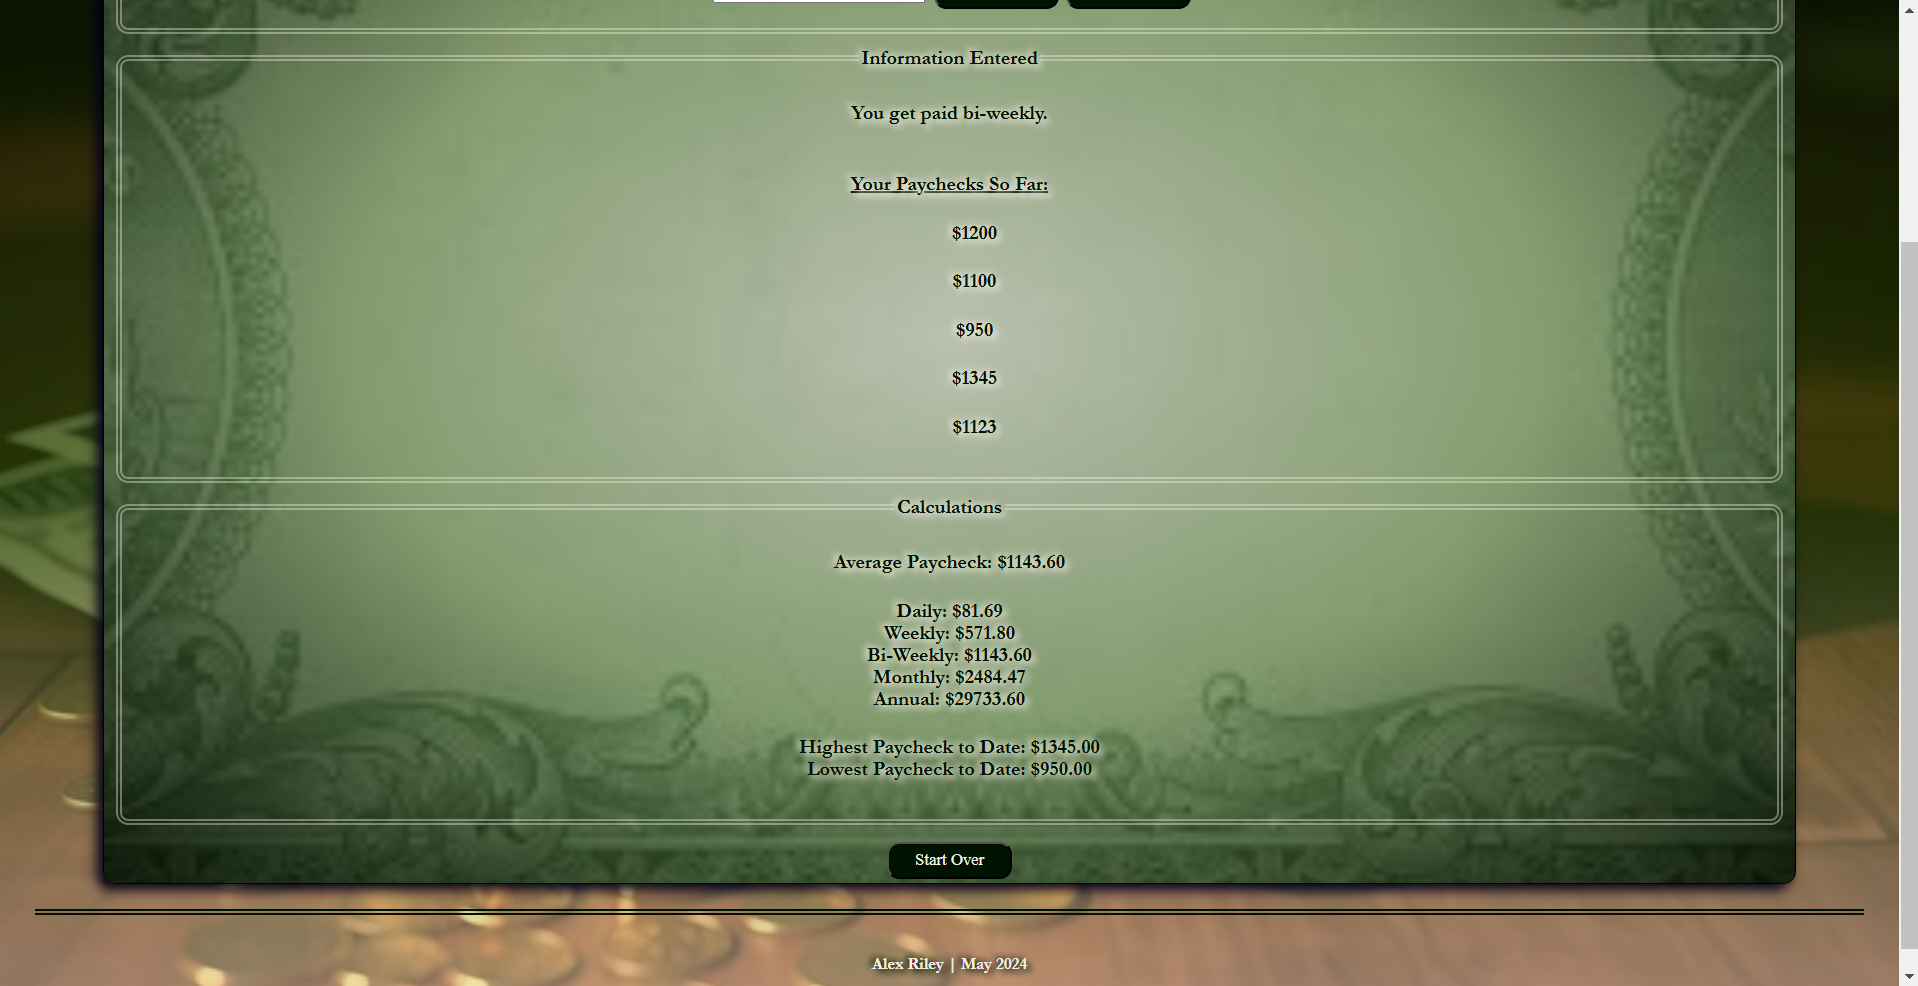 Information Entered
You get paid bi-weekly.
Your Paychecks So Far:
$1200
$1100
$950
$1345
$1123
Calculations
Average Paycheck: $1143.60
Daily: $81.69
Weekly: $571.80
Bi-Weekly: $1143.60
Monthly: $2484.47
Annual: $29733.60
Highest Paycheck to Date: $1345.00
Lowest Paycheck to Date: $950.00
Start Over
Alex Riley | May 2024